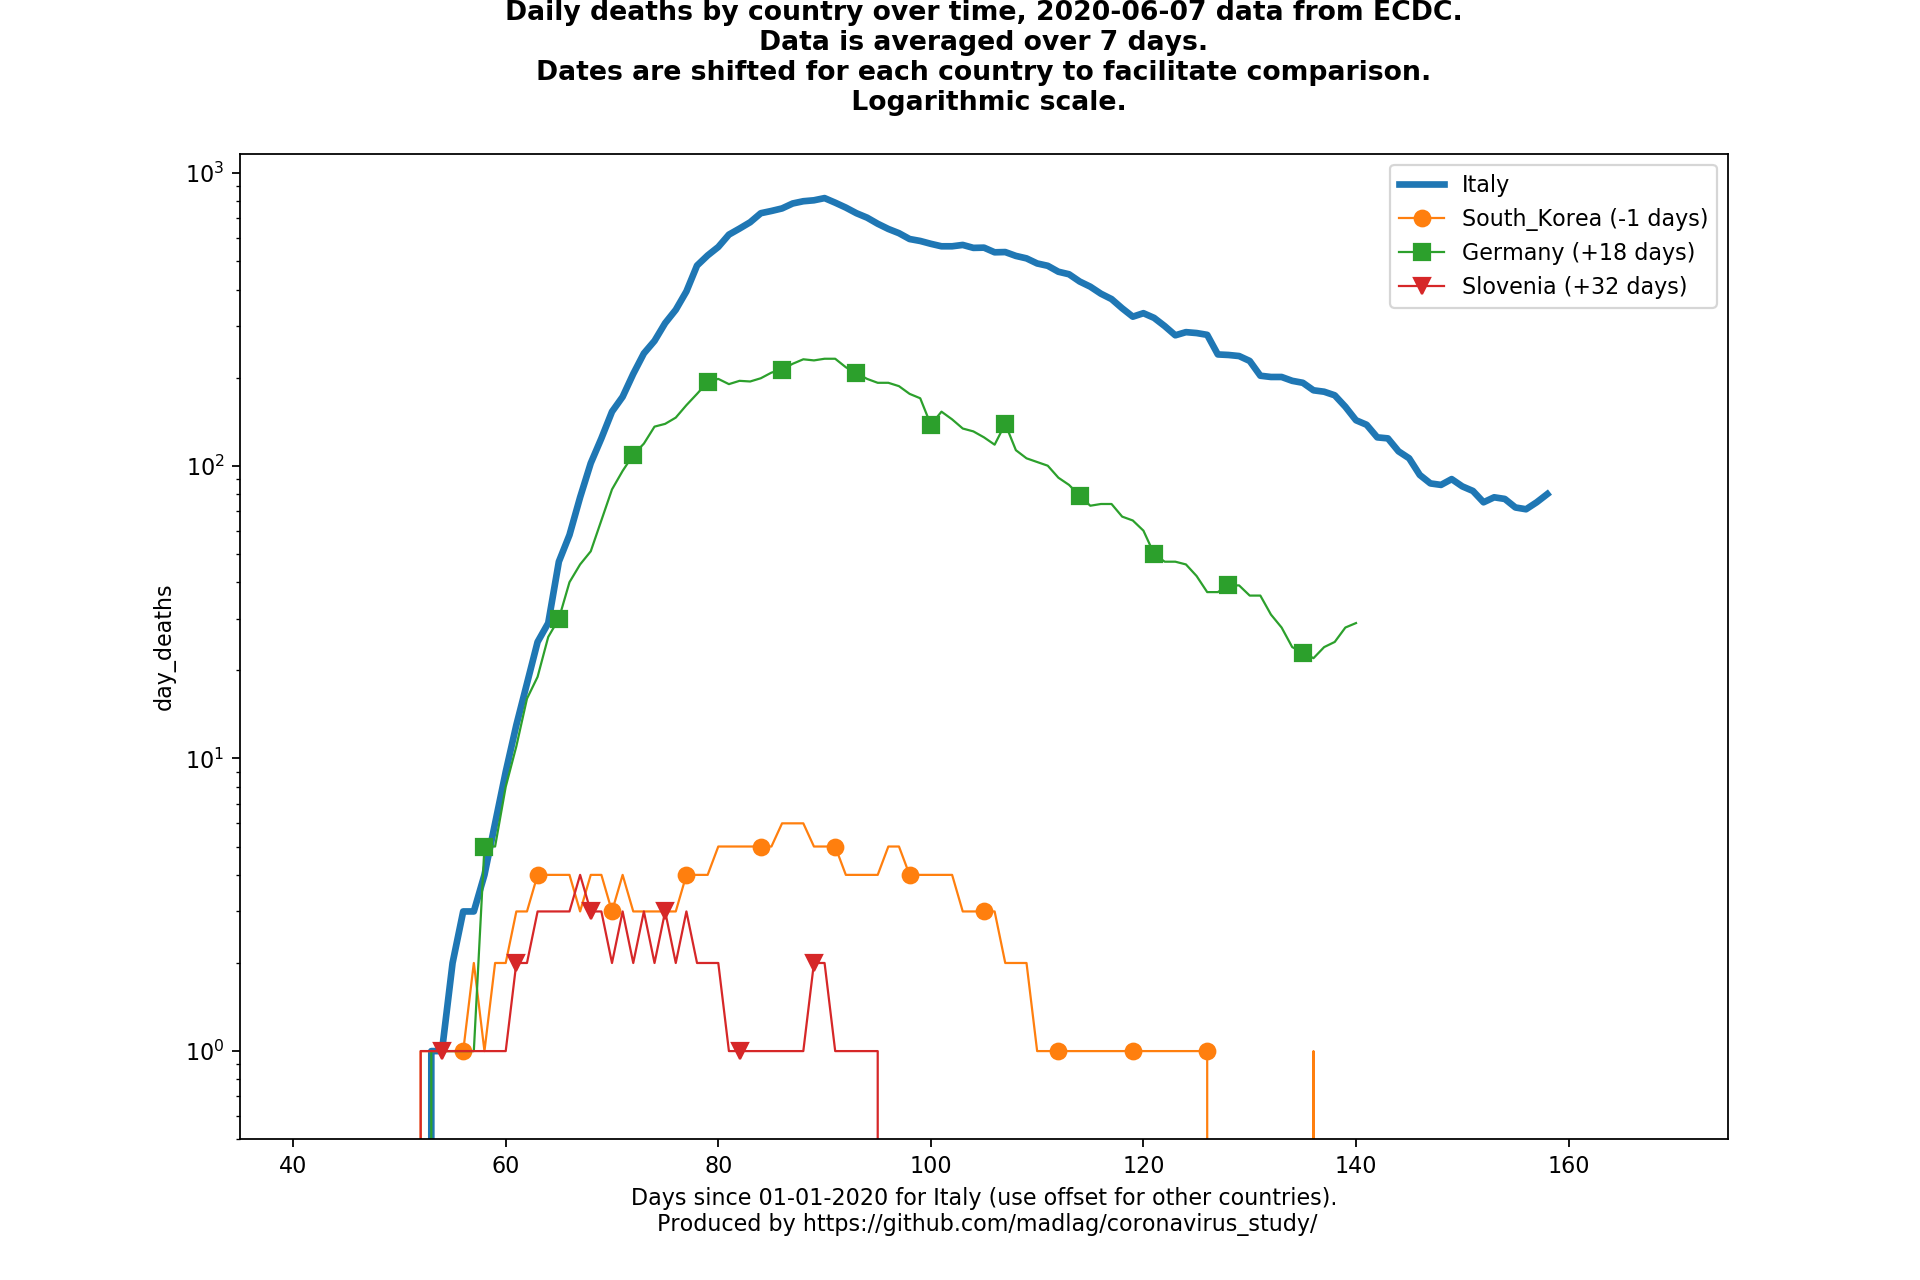 Daily deaths by country over time, 2020-06-07 data from ECDC.
Data is averaged over 7 days.
Dates are shifted for each country to facilitate comparison.
Logarithmic scale.
10³
10²
10¹
10⁰
day_deaths
Italy
South_Korea (-1 days)
Germany (+18 days)
Slovenia (+32 days)
40 60 80 100 120 140 160
Days since 01-01-2020 for Italy (use offset for other countries).
Produced by https://github.com/madlag/coronavirus_study/